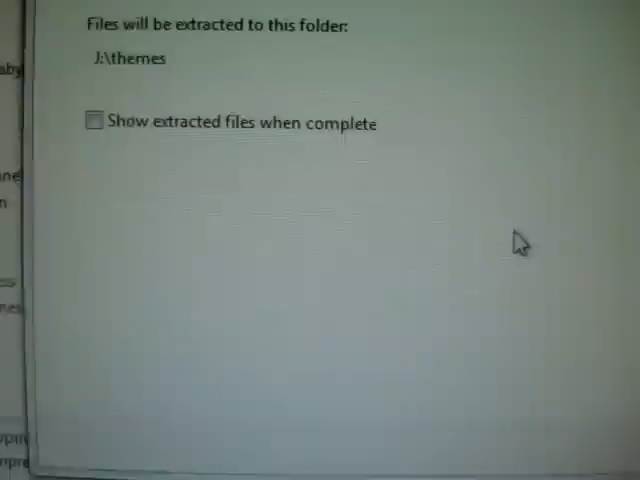 Files will be extracted to this folder:
J:\themes
Show extracted files when complete